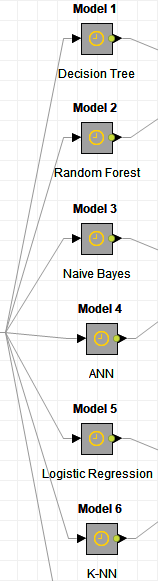 Model 1
Decision Tree
Model 2
Random Forest
Model 3
Naive Bayes
Model 4
ANN
Model 5
Logistic Regression
Model 6
K-NN